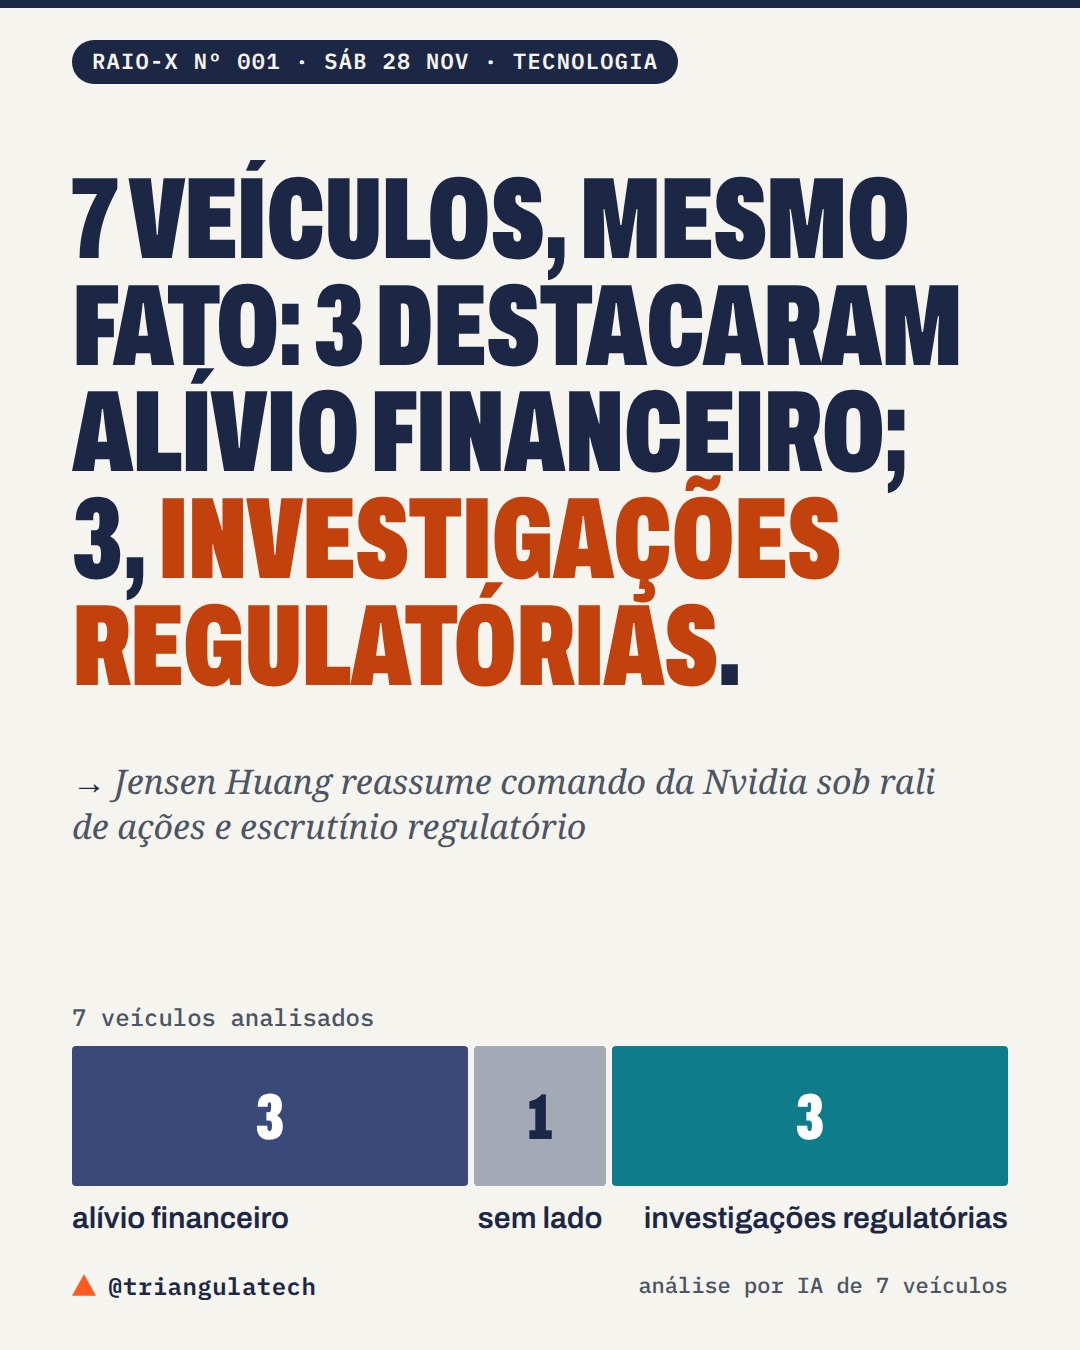 RAIO-X Nº 001 · SÁB 28 NOV · TECNOLOGIA
7 VEÍCULOS, MESMO
FATO: 3 DESTACARAM
ALÍVIO FINANCEIRO;
3, INVESTIGAÇÕES
REGULATÓRIAS.
→ Jensen Huang reassume comando da Nvidia sob rali
de ações e escrutínio regulatório
7 veículos analisados
3
1
3
alívio financeiro
sem lado
investigações regulatórias
@triangulatech
análise por IA de 7 veículos